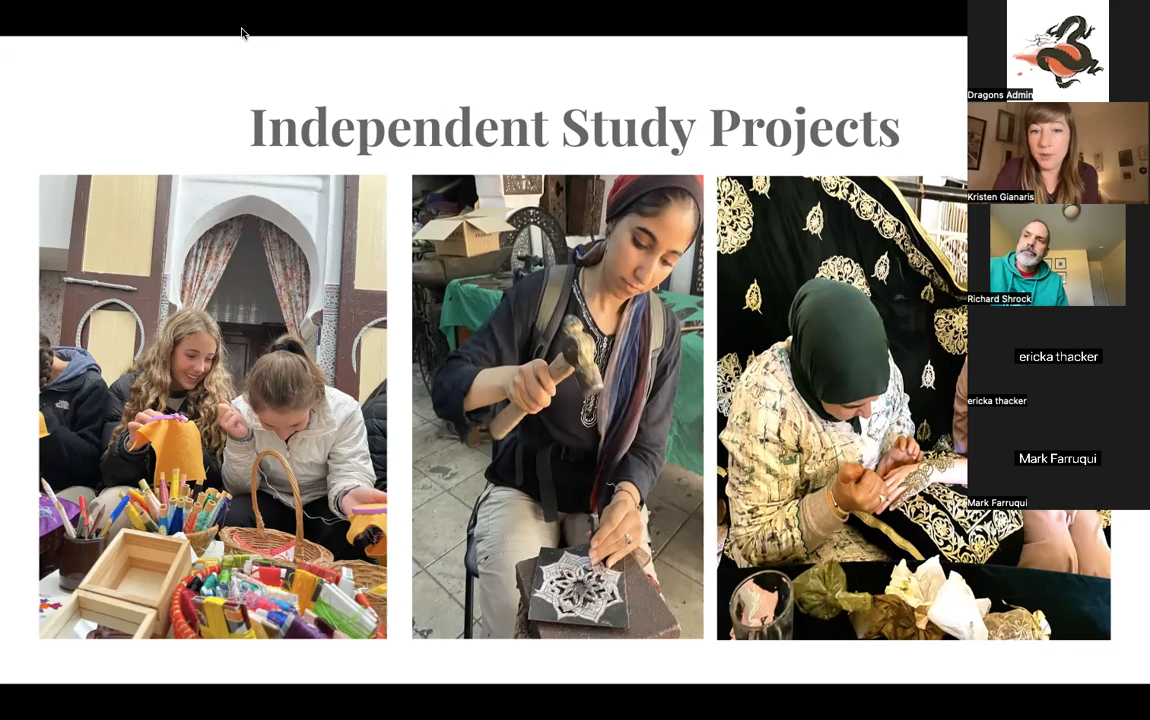 Independent Study Projects
Dragons Admin
Kristen Gianaris
Richard Shrock
ericka thacker
ericka thacker
Mark Farruqui
Mark Farruqui